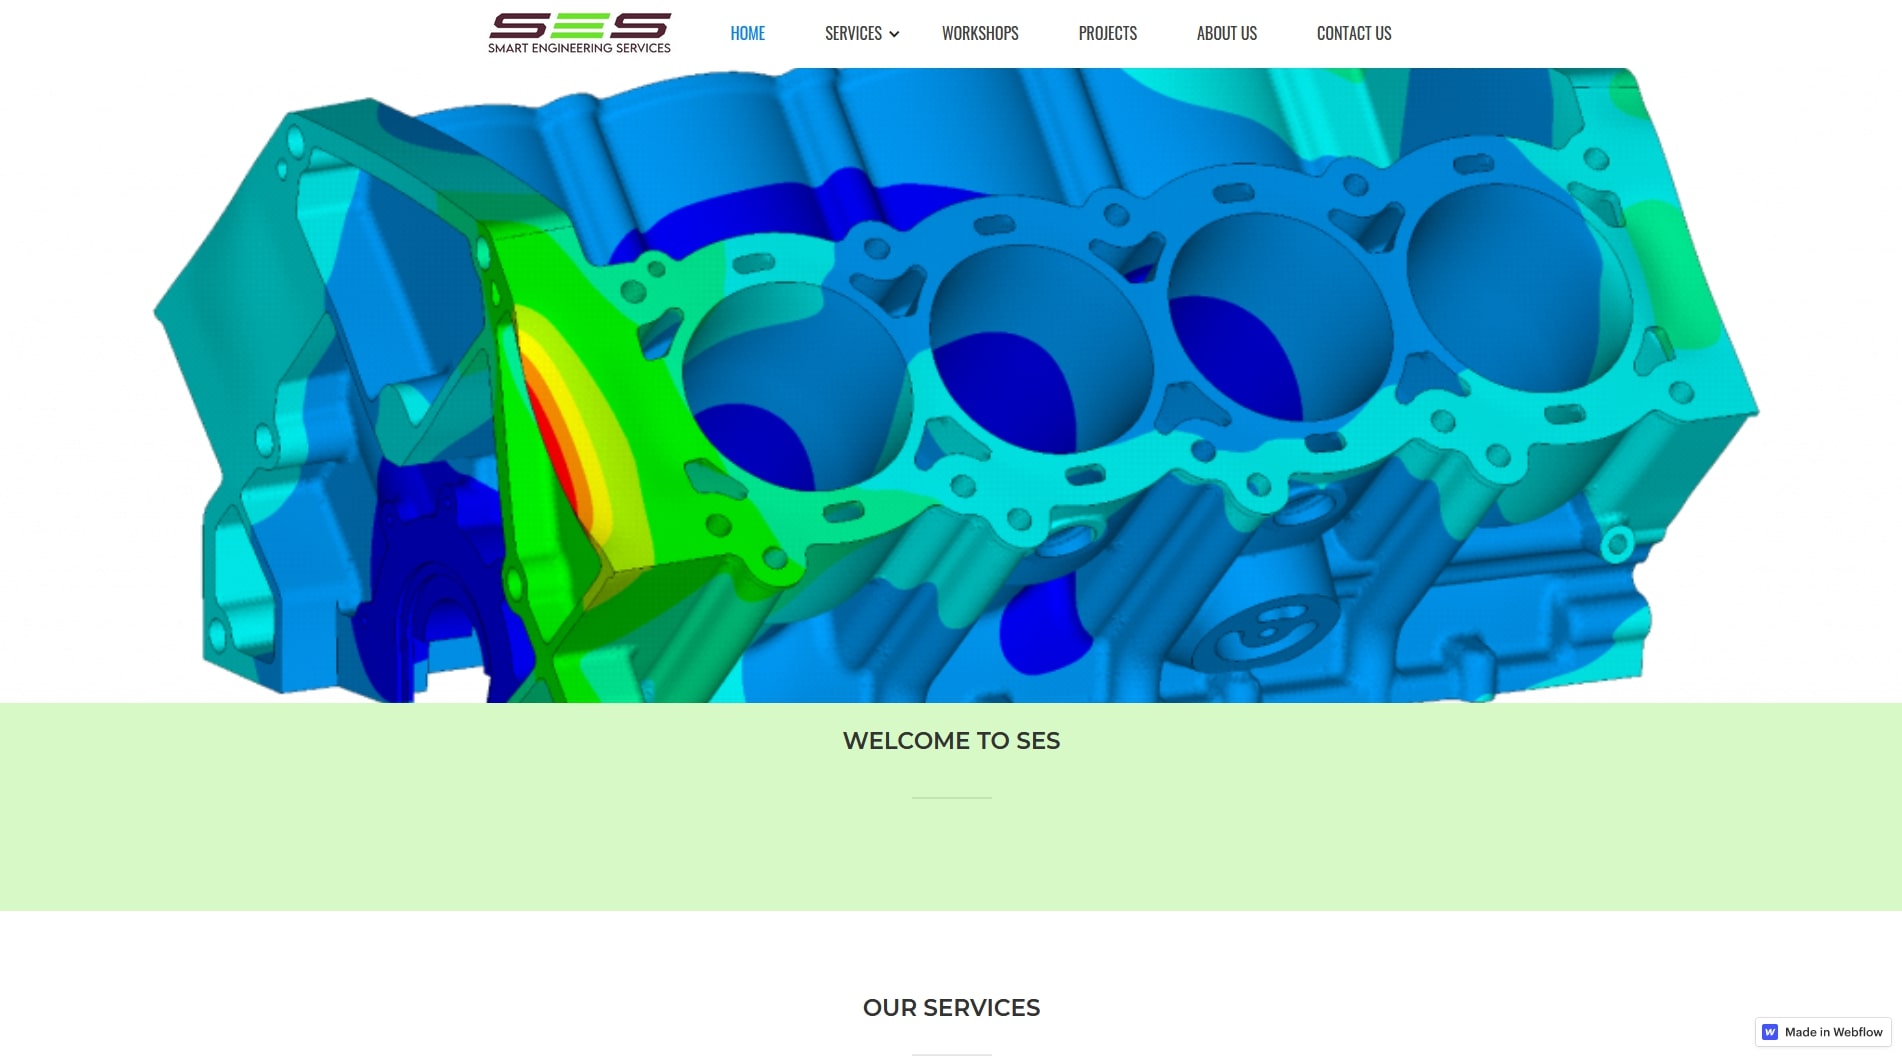 SES
SMART ENGINEERING SERVICES
HOME
SERVICES
WORKSHOPS
PROJECTS
ABOUT US
CONTACT US
WELCOME TO SES
OUR SERVICES
Made in Webflow